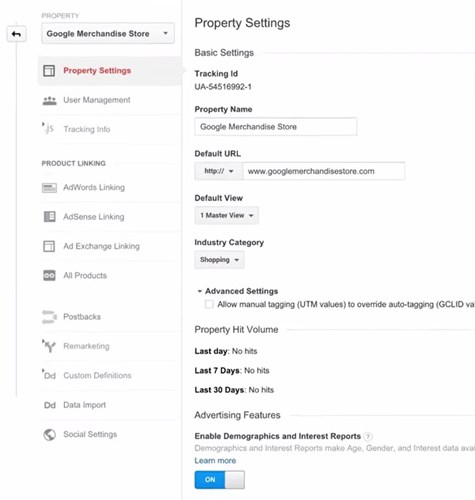 PROPERTY
Google Merchandise Store
Property Settings
User Management
.JS Tracking Info
PRODUCT LINKING
AdWords Linking
AdSense Linking
Ad Exchange Linking
All Products
Postbacks
Remarketing
Dd Custom Definitions
Dd Data Import
Social Settings
Property Settings
Basic Settings
Tracking Id
UA-54516992-1
Property Name
Google Merchandise Store
Default URL
http:// www.googlemerchandisestore.com
Default View
1 Master View
Industry Category
Shopping
Advanced Settings
Allow manual tagging (UTM values) to override auto-tagging (GCLID va
Property Hit Volume
Last day: No hits
Last 7 Days: No hits
Last 30 Days: No hits
Advertising Features
Enable Demographics and Interest Reports ?
Demographics and Interest Reports make Age, Gender, and Interest data avai
Learn more
ON